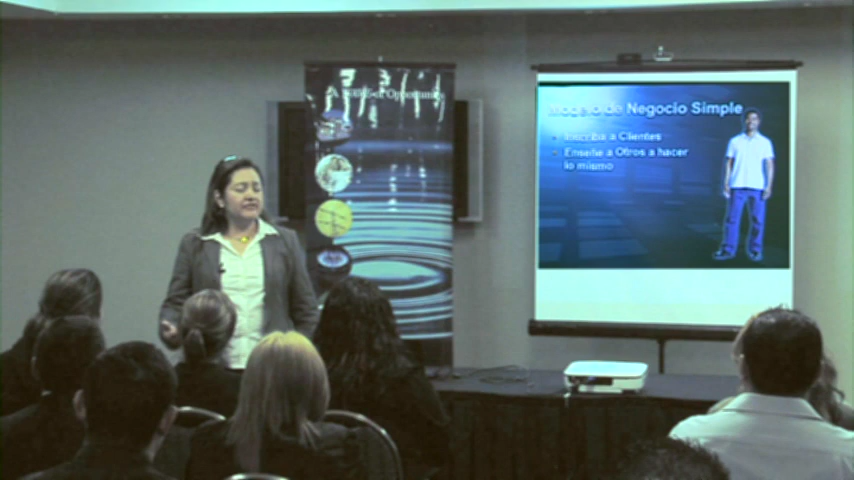 Modelo de Negocio Simple
Inscriba a Clientes
Enseñe a Otros a hacer
lo mismo